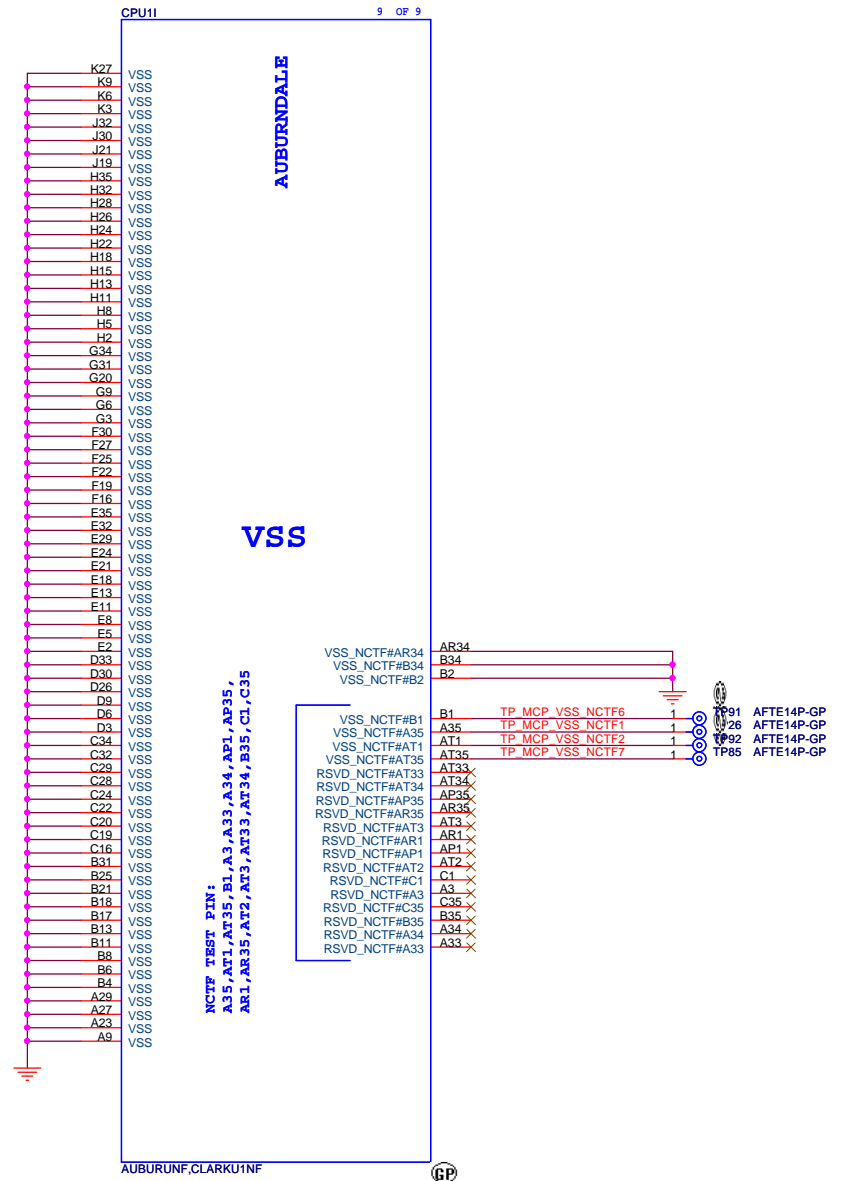 CPU1I
9 OF 9
AUBURNDALE
K27 VSS
K9 VSS
K6 VSS
K3 VSS
J32 VSS
J30 VSS
J21 VSS
J19 VSS
H35 VSS
H32 VSS
H28 VSS
H26 VSS
H24 VSS
H22 VSS
H18 VSS
H15 VSS
H13 VSS
H11 VSS
H8 VSS
H5 VSS
H2 VSS
G34 VSS
G31 VSS
G20 VSS
G9 VSS
G6 VSS
G3 VSS
F30 VSS
F27 VSS
F25 VSS
F22 VSS
F19 VSS
F16 VSS
E35 VSS
E32 VSS
E29 VSS
E24 VSS
E21 VSS
E18 VSS
E13 VSS
E11 VSS
E8 VSS
E5 VSS
E2 VSS
D33 VSS
D30 VSS
D26 VSS
D9 VSS
D6 VSS
D3 VSS
C34 VSS
C32 VSS
C29 VSS
C28 VSS
C24 VSS
C22 VSS
C20 VSS
C19 VSS
C16 VSS
B31 VSS
B25 VSS
B21 VSS
B18 VSS
B17 VSS
B13 VSS
B11 VSS
B8 VSS
B6 VSS
B4 VSS
A29 VSS
A27 VSS
A23 VSS
A9 VSS
VSS
NCTF TEST PIN:
A35,AT1,AT35,B1,A3,A33,A34,AP1,AP35,
AR1,AR35,AT2,AT3,AT33,AT34,B35,C1,C35
VSS_NCTF#AR34 AR34
VSS_NCTF#B34 B34
VSS_NCTF#B2 B2
VSS_NCTF#B1 B1 TP_MCP_VSS_NCTF6 1 TP91 AFTE14P-GP
VSS_NCTF#A35 A35 TP_MCP_VSS_NCTF1 1 AFTE14P-GP
VSS_NCTF#AT1 AT1 TP_MCP_VSS_NCTF2 1 TP92 AFTE14P-GP
VSS_NCTF#AT35 AT35 TP_MCP_VSS_NCTF7 1 TP85 AFTE14P-GP
RSVD_NCTF#AT33 AT33
RSVD_NCTF#AT34 AT34
RSVD_NCTF#AP35 AP35
RSVD_NCTF#AR35 AR35
RSVD_NCTF#AT3 AT3
RSVD_NCTF#AR1 AR1
RSVD_NCTF#AP1 AP1
RSVD_NCTF#AT2 AT2
RSVD_NCTF#C1 C1
RSVD_NCTF#A3 A3
RSVD_NCTF#C35 C35
RSVD_NCTF#B35 B35
RSVD_NCTF#A34 A34
RSVD_NCTF#A33 A33
AUBURUNF,CLARKU1NF
GP